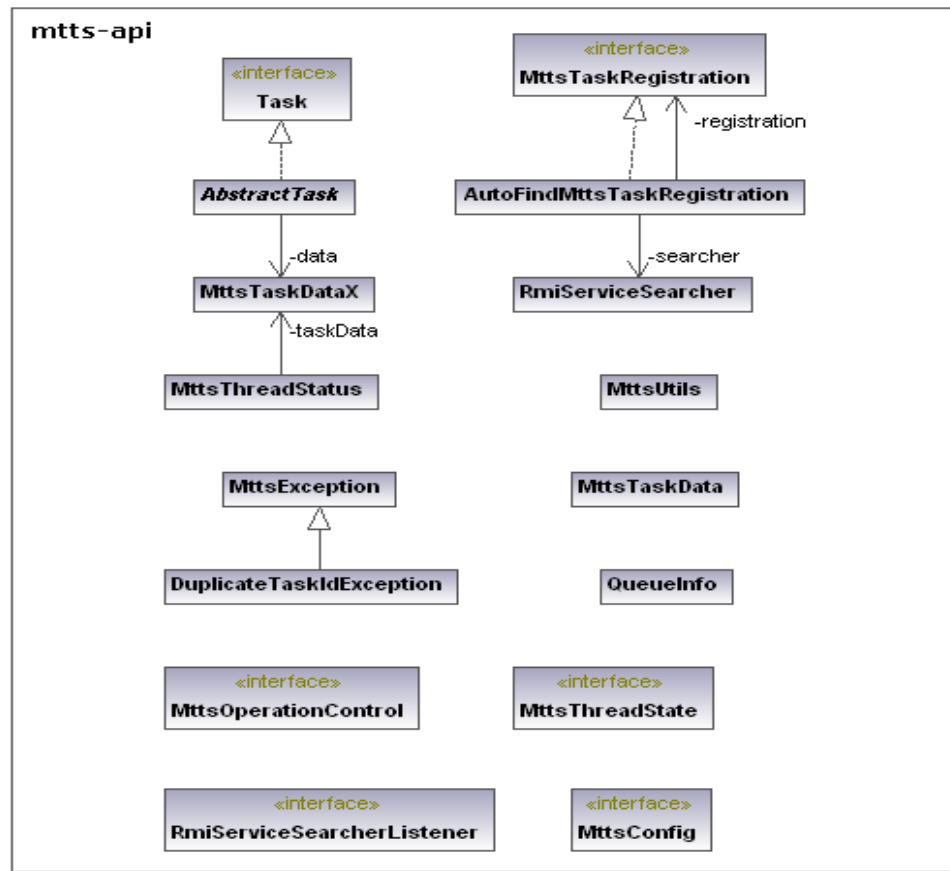 mtts-api
«interface»
Task
«interface»
MttsTaskRegistration
-registration
AbstractTask
AutoFindMttsTaskRegistration
-data
-searcher
MttsTaskDataX
RmiServiceSearcher
-taskData
MttsThreadStatus
MttsUtils
MttsException
MttsTaskData
DuplicateTaskIdException
QueueInfo
«interface»
MttsOperationControl
«interface»
MttsThreadState
«interface»
RmiServiceSearcherListener
«interface»
MttsConfig